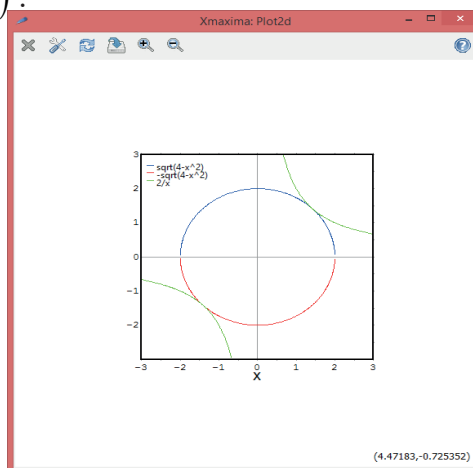 ).
Xmaxima: Plot2d
3
sqrt(4-x^2)
-sqrt(4-x^2)
2/x
2
1
0
-1
-2
-3 -2 -1 0 1 2 3
X
(4.47183,-0.725352)